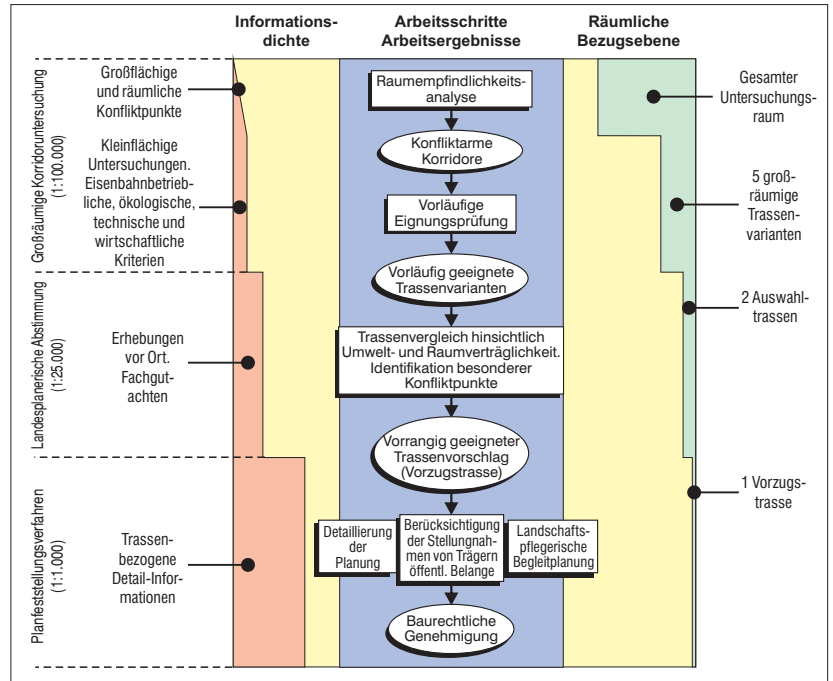 Informations-
dichte
Arbeitsschritte
Arbeitsergebnisse
Räumliche
Bezugsebene
Großräumige Korridoruntersuchung
(1:100.000)
Großflächige
und räumliche
Konfliktpunkte
Kleinflächige
Untersuchungen.
Eisenbahnbetrieb-
liche, ökologische,
technische und
wirtschaftliche
Kriterien
Landesplanerische Abstimmung
(1:25.000)
Erhebungen
vor Ort.
Fachgut-
achten
Planfeststellungsverfahren
(1:1.000)
Trassen-
bezogene
Detail-Infor-
mationen
Raumempfindlichkeits-
analyse
Konfliktarme
Korridore
Vorläufige
Eignungsprüfung
Vorläufig geeignete
Trassenvarianten
Trassenvergleich hinsichtlich
Umwelt- und Raumverträglichkeit.
Identifikation besonderer
Konfliktpunkte
Vorrangig geeigneter
Trassenvorschlag
(Vorzugstrasse)
Detaillierung
der
Planung
Berücksichtigung
der Stellungnah-
men von Trägern
öffentl. Belange
Landschafts-
pflegerische
Begleitplanung
Baurechtliche
Genehmigung
Gesamter
Untersuchungs-
raum
5 groß-
räumige
Trassen-
varianten
2 Auswahl-
trassen
1 Vorzugs-
trasse